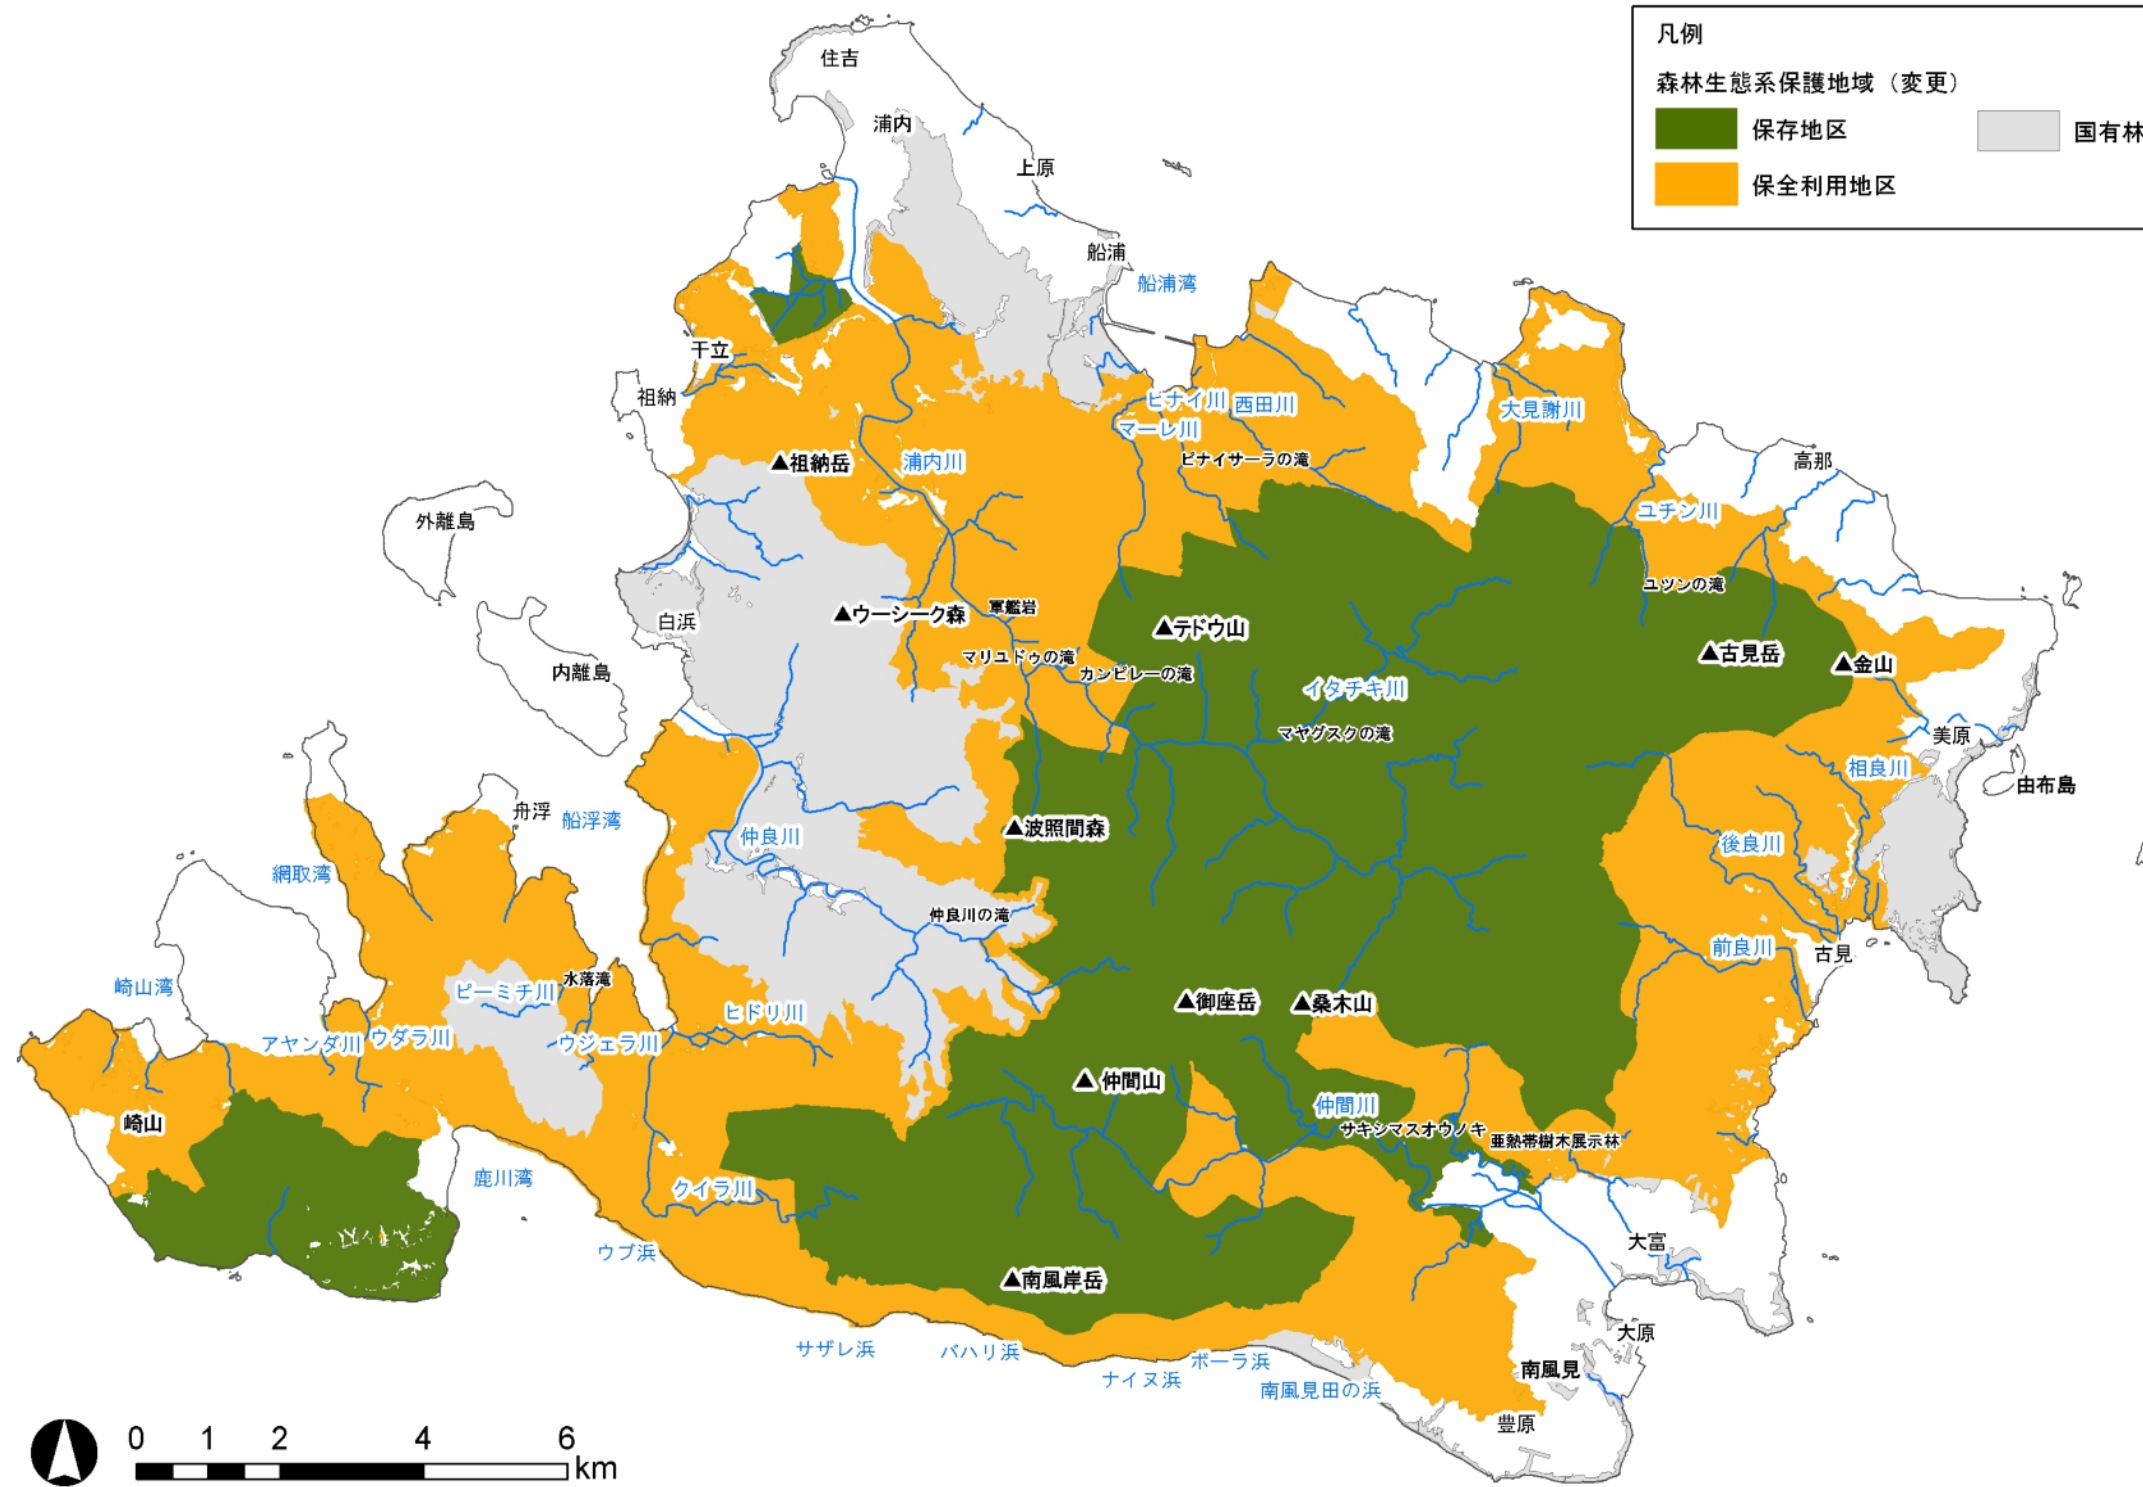 凡例
森林生態系保護地域（変更）
保存地区
国有林
保全利用地区
住吉
浦内
上原
船浦
船浦湾
干立
祖納
ヒナイ川
西田川
マーレ川
大見謝川
ピナイサーラの滝
▲祖納岳
浦内川
高那
外離島
ユチン川
ユツンの滝
白浜
▲ウーシーク森
軍艦岩
▲テドウ山
マリユドゥの滝
カンピレーの滝
▲古見岳
▲金山
内離島
イタチキ川
マヤグスクの滝
美原
相良川
由布島
舟浮
船浮湾
仲良川
▲波照間森
後良川
網取湾
仲良川の滝
前良川
古見
崎山湾
ピーミチ川
水落滝
▲御座岳
▲桑木山
ヒドリ川
アヤンダ川
ウダラ川
ウジェラ川
▲仲間山
仲間川
崎山
サキシマスオウノキ
亜熱帯樹木展示林
鹿川湾
クイラ川
ウブ浜
大富
▲南風岸岳
サザレ浜
バハリ浜
ナイヌ浜
ボーラ浜
南風見田の浜
大原
南風見
豊原
0 1 2 4 6
km